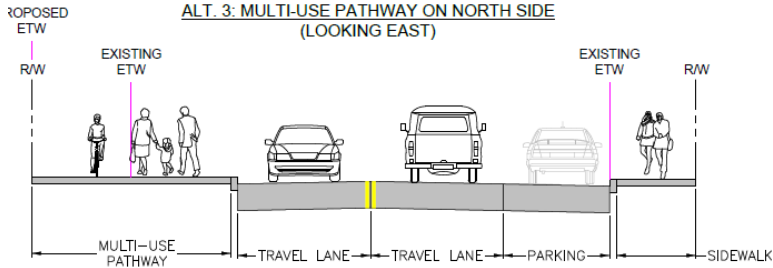 ALT. 3: MULTI-USE PATHWAY ON NORTH SIDE
(LOOKING EAST)
ROPOSED
ETW
R/W
EXISTING
ETW
EXISTING
ETW
R/W
MULTI-USE
PATHWAY
TRAVEL LANE
TRAVEL LANE
PARKING
SIDEWALK